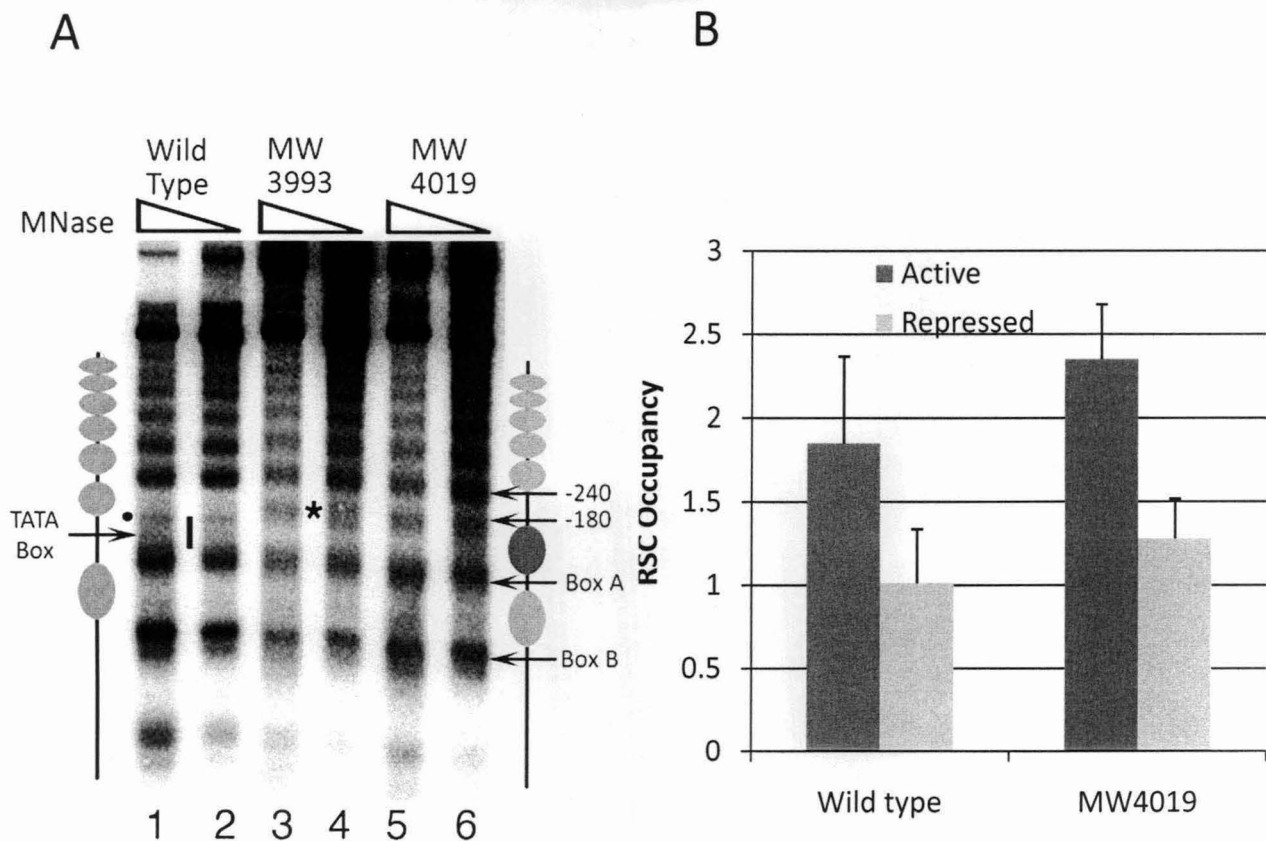 A
B
Wild
Type
MW
3993
MW
4019
MNase
TATA
Box
•
*
-240
-180
Box A
Box B
1 2 3 4 5 6
3
2.5
2
1.5
1
0.5
0
RSC Occupancy
Active
Repressed
Wild type
MW4019